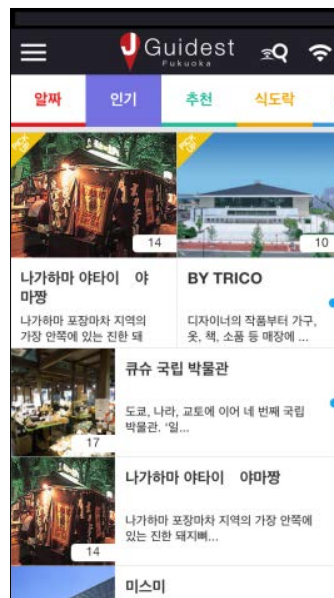 J Guidest
Fukuoka
알짜 인기 추천 식도락
PICK UP
PICK UP
14
10
나가하마 야타이 야
마짱
나가하마 포장마차 지역의
가장 안쪽에 있는 진한 돼
BY TRICO
디자이너의 작품부터 가구,
옷, 책, 소품 등 매장에 ...
큐슈 국립 박물관
도쿄, 나라, 교토에 이어 네 번째 국립
박물관. ‘일...
17
나가하마 야타이 야마짱
나가하마 포장마차 지역의 가장 안쪽에
있는 진한 돼지뼈...
14
미스미